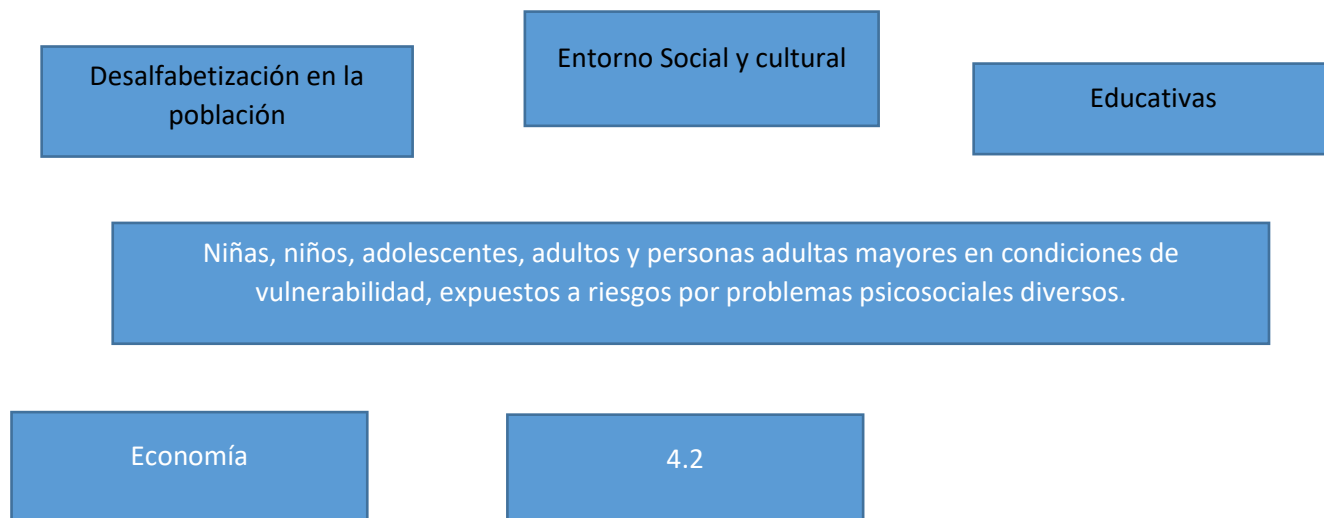 Desalfabetización en la
población
Entorno Social y cultural
Educativas
Niñas, niños, adolescentes, adultos y personas adultas mayores en condiciones de
vulnerabilidad, expuestos a riesgos por problemas psicosociales diversos.
Economía
4.2